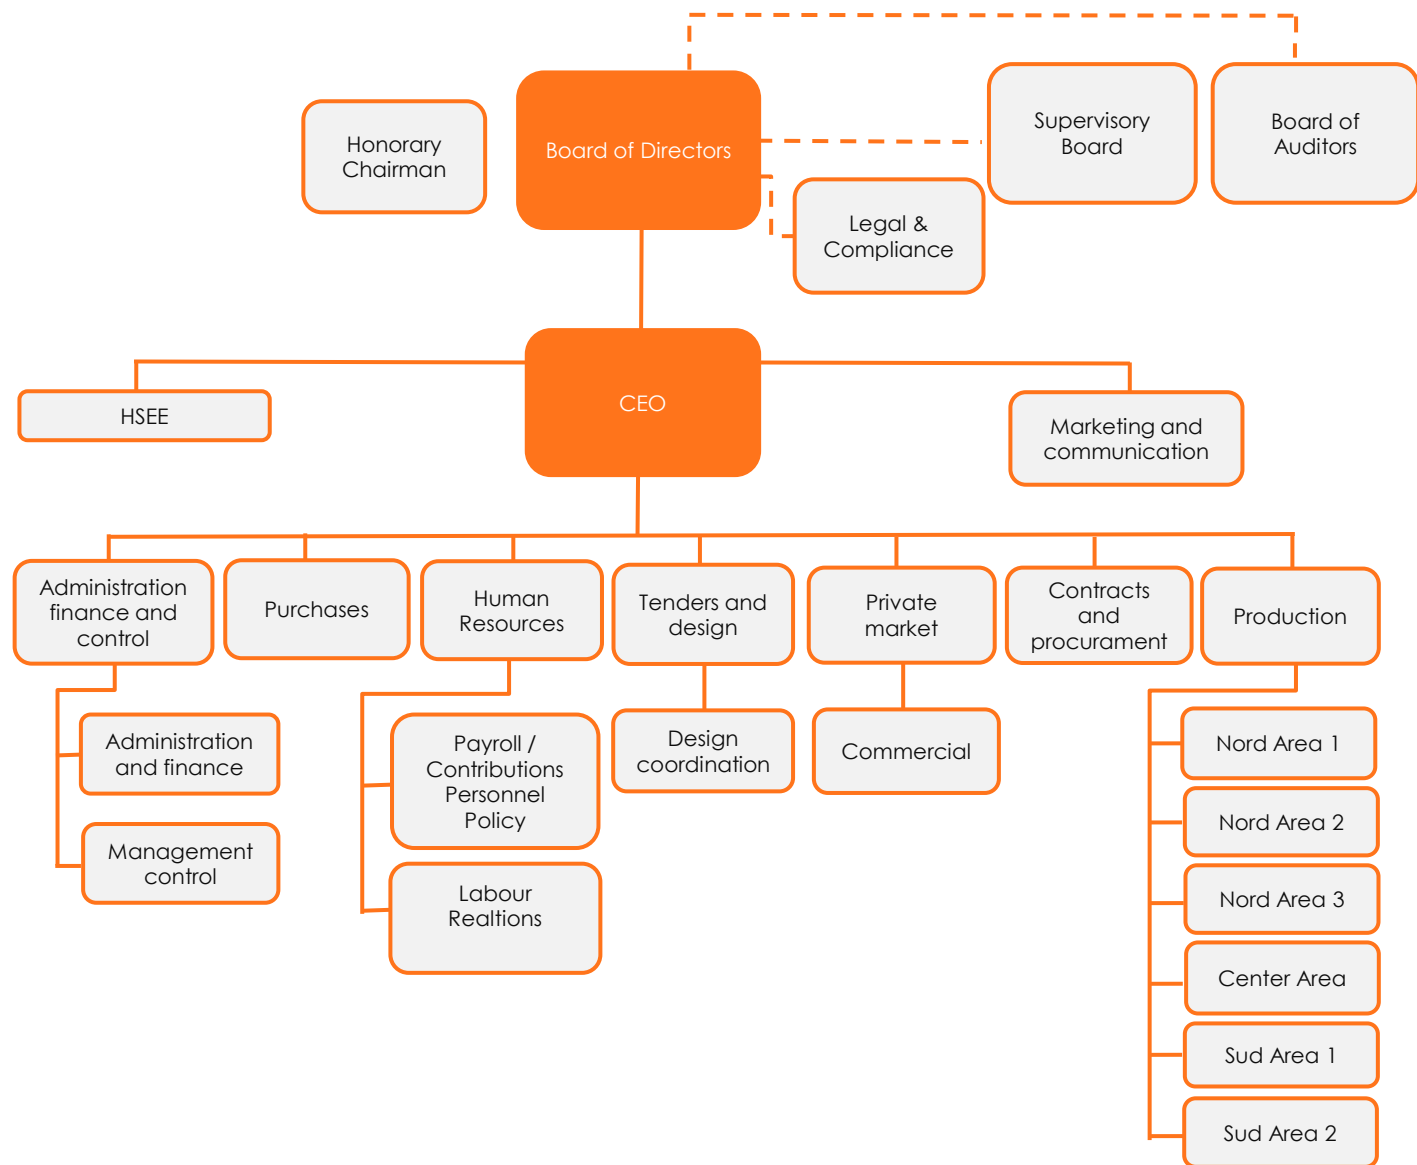 Honorary
Chairman
Board of Directors
Supervisory
Board
Board of
Auditors
Legal &
Compliance
CEO
HSEE
Marketing and
communication
Administration
finance and
control
Purchases
Human
Resources
Tenders and
design
Private
market
Contracts
and
procurament
Production
Administration
and finance
Management
control
Payroll /
Contributions
Personnel
Policy
Labour
Realtions
Design
coordination
Commercial
Nord Area 1
Nord Area 2
Nord Area 3
Center Area
Sud Area 1
Sud Area 2